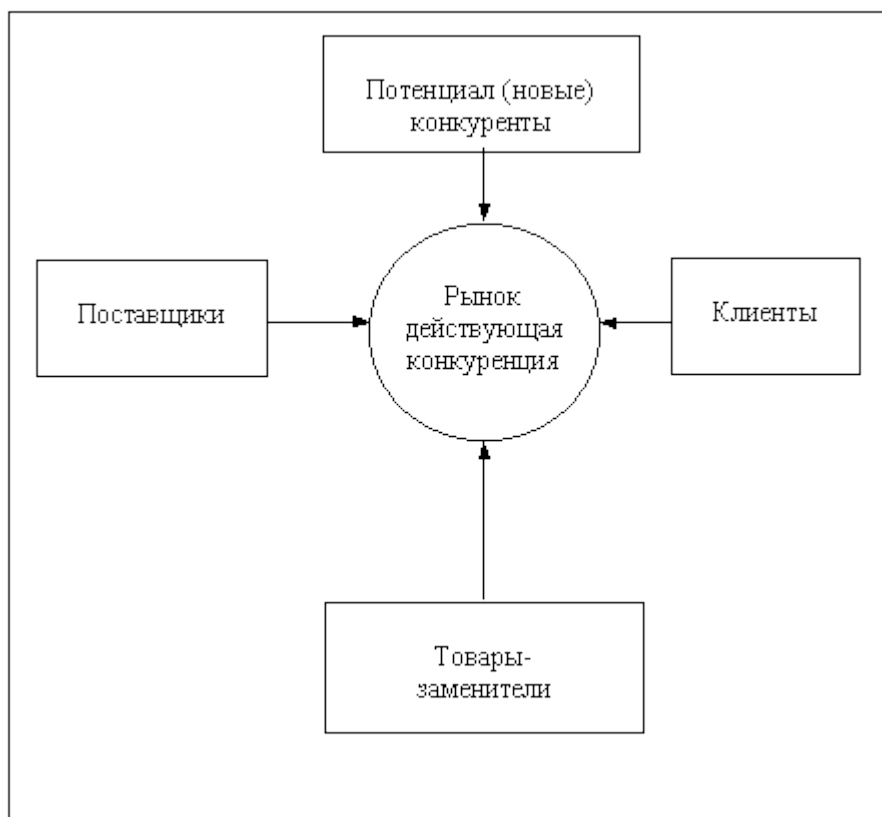 Потенциал (новые)
конкуренты
Поставщики
Рынок
действующая
конкуренция
Клиенты
Товары-
заменители